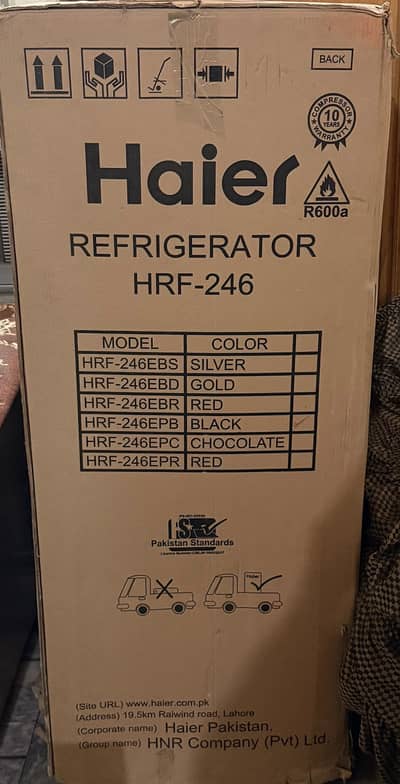 BACK
COMPRESSOR
10
YEARS
WARRANTY
Haier
R600a
REFRIGERATOR
HRF-246
MODEL COLOR
HRF-246EBS SILVER
HRF-246EBD GOLD
HRF-246EBR RED
HRF-246EPB BLACK
HRF-246EPC CHOCOLATE
HRF-246EPR RED
Pakistan Standards
Haier
(Site URL) www.haier.com.pk
(Address) 19.5km Raiwind road, Lahore
(Corporate name) Haier Pakistan.
(Group name) HNR Company (Pvt) Ltd.